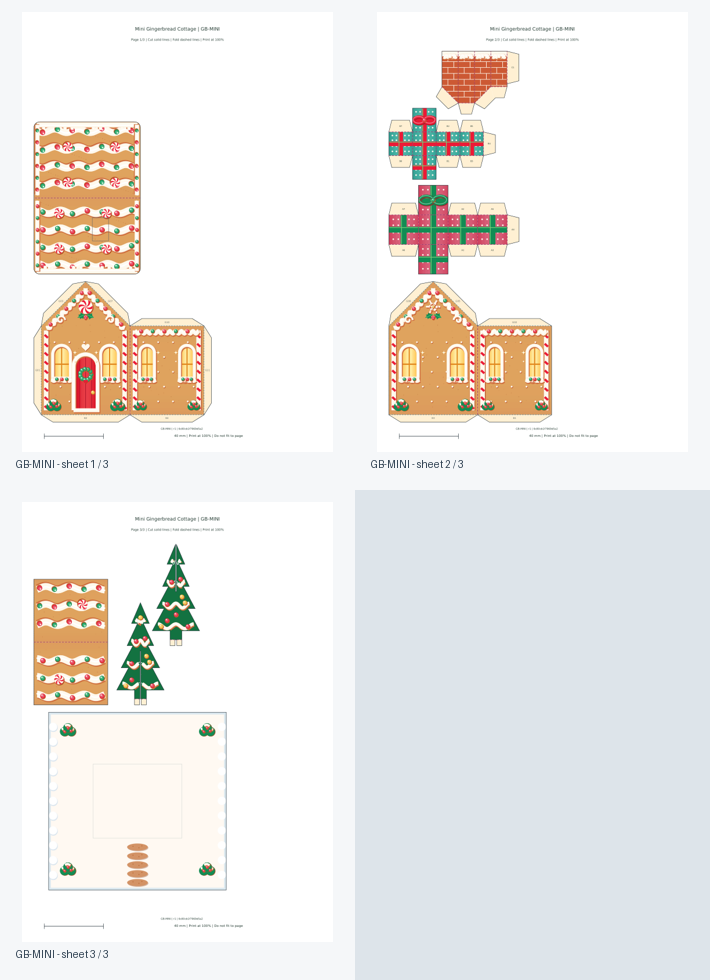 Mini Gingerbread Cottage | GB-MINI
Page 1/3 | Cut solid lines | Fold dashed lines | Print at 100%
40 mm | Print at 100% | Do not fit to page
GB-MINI - sheet 1 / 3
Mini Gingerbread Cottage | GB-MINI
Page 2/3 | Cut solid lines | Fold dashed lines | Print at 100%
40 mm | Print at 100% | Do not fit to page
GB-MINI - sheet 2 / 3
Mini Gingerbread Cottage | GB-MINI
Page 3/3 | Cut solid lines | Fold dashed lines | Print at 100%
40 mm | Print at 100% | Do not fit to page
GB-MINI - sheet 3 / 3